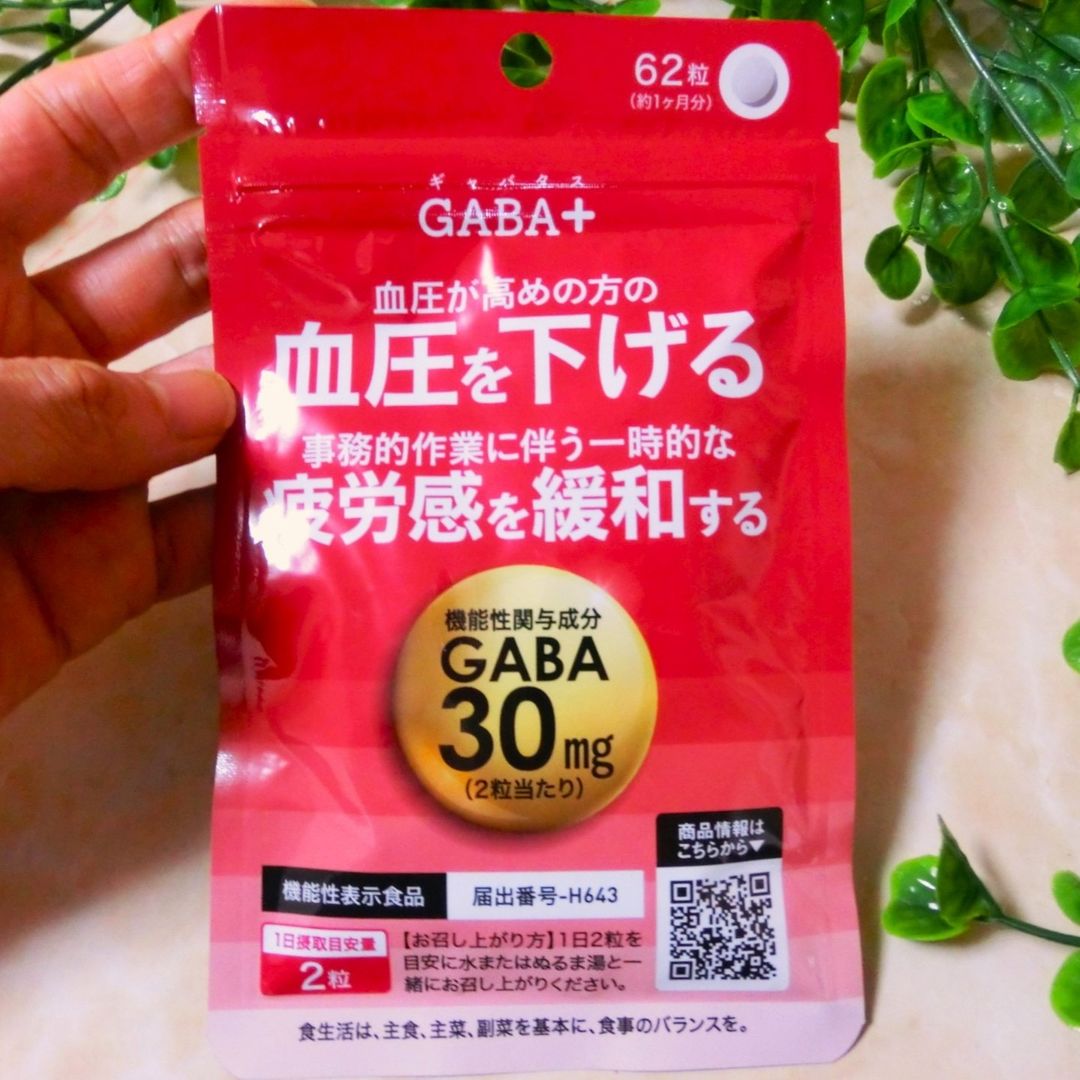 62粒
(約1ヶ月分)
ギャバタス
GABA+
血圧が高めの方の
血圧を下げる
事務的作業に伴う一時的な
疲労感を緩和する
機能性関与成分
GABA
30mg
(2粒当たり)
商品情報は
こちらから▼
機能性表示食品
届出番号-H643
1日摂取目安量
2粒
【お召し上がり方】1日2粒を
目安に水またはぬるま湯と一
緒にお召し上がりください。
食生活は、主食、主菜、副菜を基本に、食事のバランスを。